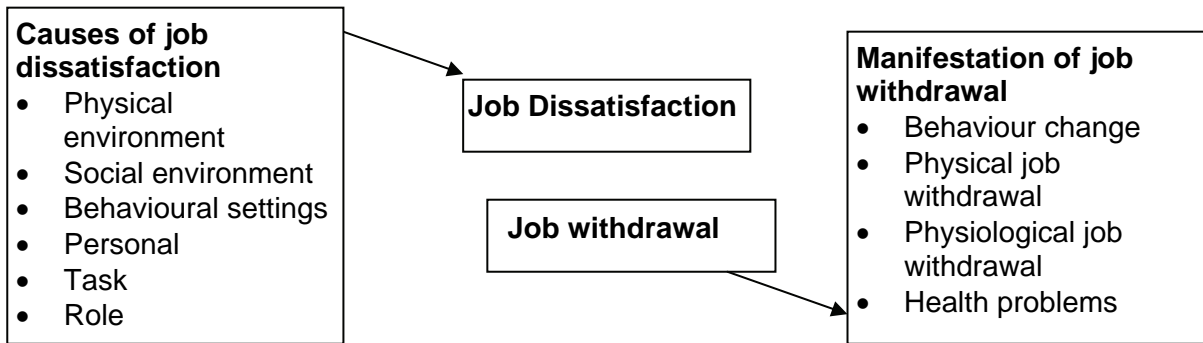 Causes of job
dissatisfaction
• Physical
environment
• Social environment
• Behavioural settings
• Personal
• Task
• Role
Job Dissatisfaction
Job withdrawal
Manifestation of job
withdrawal
• Behaviour change
• Physical job
withdrawal
• Physiological job
withdrawal
• Health problems